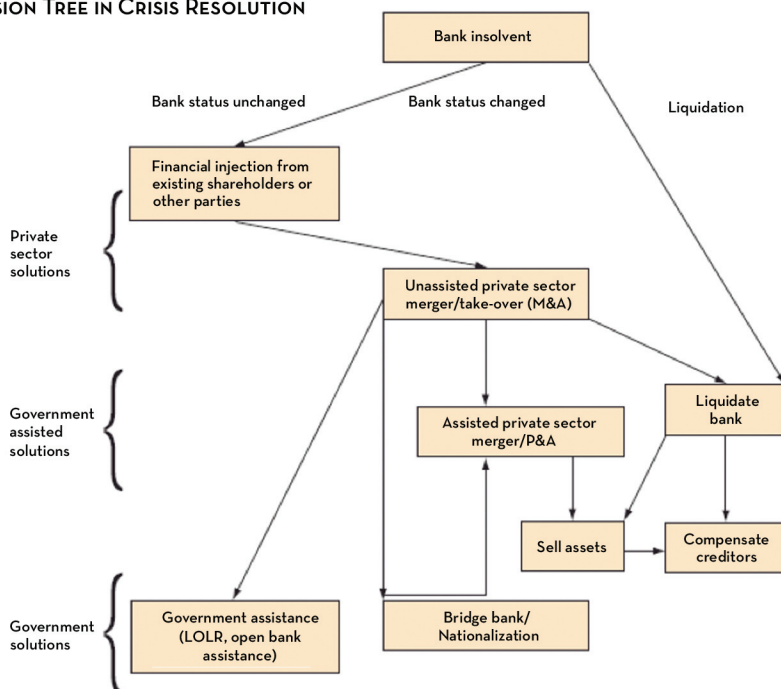 SION TREE IN CRISIS RESOLUTION
Bank insolvent
Bank status unchanged
Bank status changed
Liquidation
Financial injection from
existing shareholders or
other parties
Private
sector
solutions
Unassisted private sector
merger/take-over (M&A)
Government
assisted
solutions
Assisted private sector
merger/P&A
Liquidate
bank
Sell assets
Compensate
creditors
Government
solutions
Government assistance
(LOLR, open bank
assistance)
Bridge bank/
Nationalization